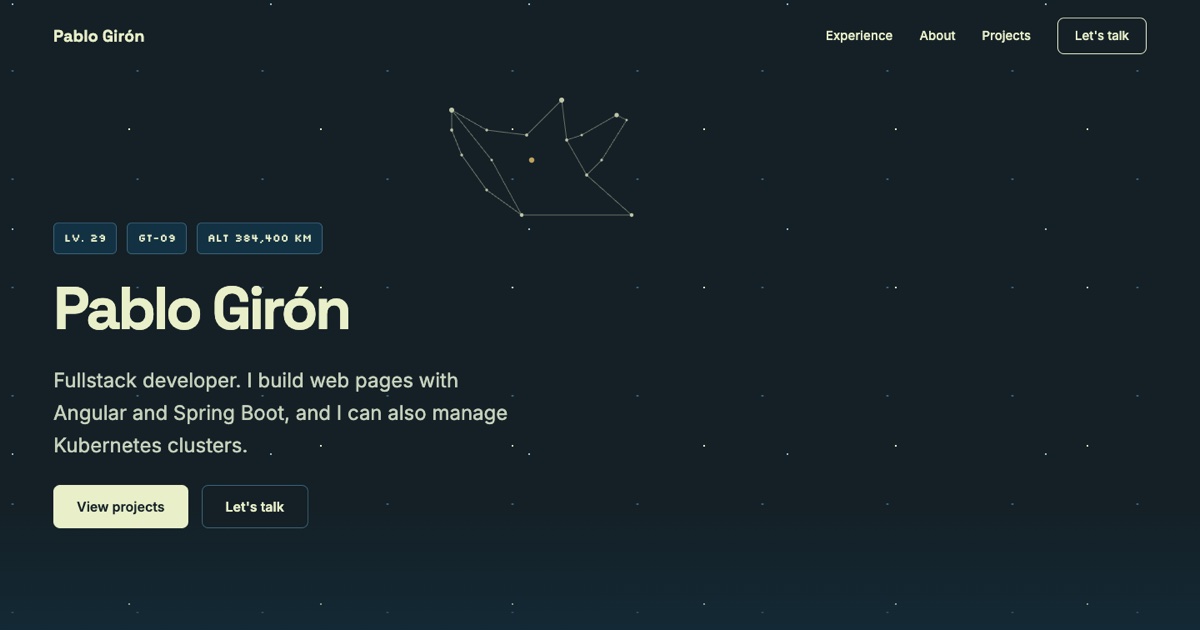 Pablo Girón
Experience
About
Projects
Let's talk
LV. 29
GT-09
ALT 384,400 KM
Pablo Girón
Fullstack developer. I build web pages with
Angular and Spring Boot, and I can also manage
Kubernetes clusters.
View projects
Let's talk